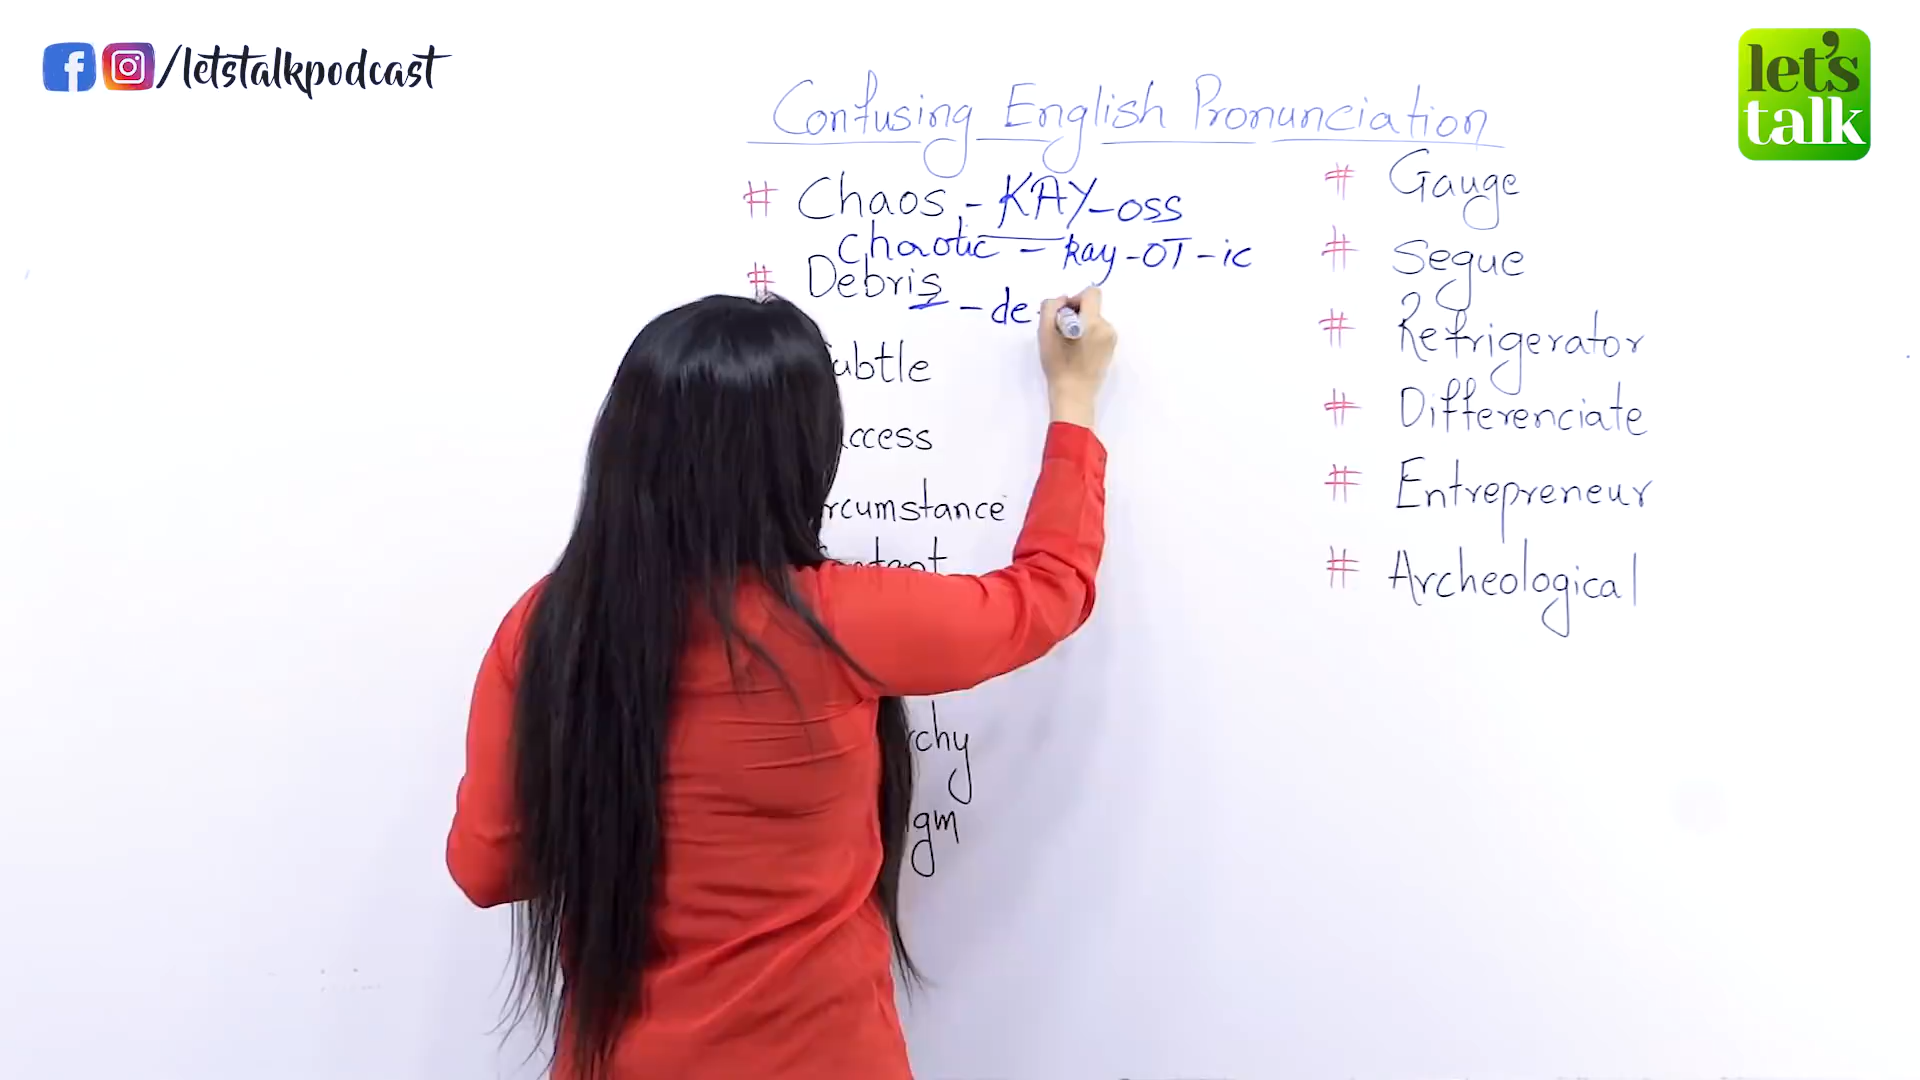 /letstalkpodcast
let's
talk
Confusing English Pronunciation
# Chaos - KAY-oss
Chaotic - kay-OT-ic
# Debris - de
ubtle
ccess
rcumstance
chy
gm
# Gauge
# Segue
# Refrigerator
# Differenciate
# Entrepreneur
# Archeological